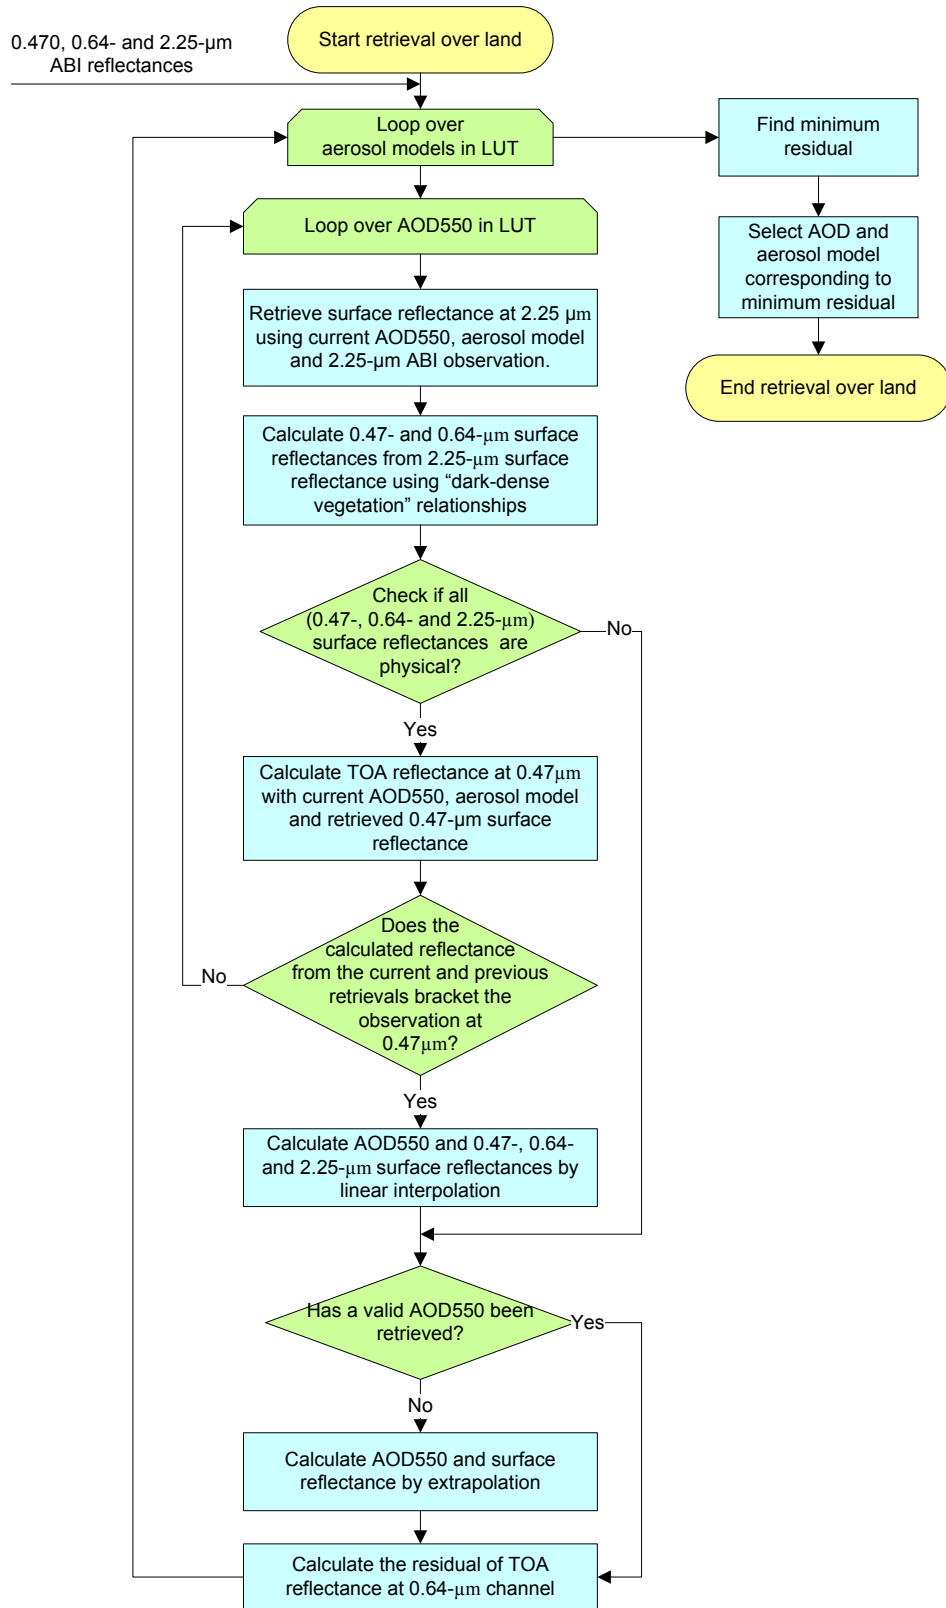 Start retrieval over land
0.470, 0.64- and 2.25-µm
ABI reflectances
Loop over
aerosol models in LUT
Find minimum
residual
Loop over AOD550 in LUT
Select AOD and
aerosol model
corresponding to
minimum residual
End retrieval over land
Retrieve surface reflectance at 2.25 µm
using current AOD550, aerosol model
and 2.25-µm ABI observation.
Calculate 0.47- and 0.64-µm surface
reflectances from 2.25-µm surface
reflectance using “dark-dense
vegetation” relationships
Check if all
(0.47-, 0.64- and 2.25-µm)
surface reflectances are
physical?
No
Yes
Calculate TOA reflectance at 0.47µm
with current AOD550, aerosol model
and retrieved 0.47-µm surface
reflectance
Does the
calculated reflectance
from the current and previous
retrievals bracket the
observation at
0.47µm?
No
Yes
Calculate AOD550 and 0.47-, 0.64-
and 2.25-µm surface reflectances by
linear interpolation
Has a valid AOD550 been
retrieved?
Yes
No
Calculate AOD550 and surface
reflectance by extrapolation
Calculate the residual of TOA
reflectance at 0.64-µm channel